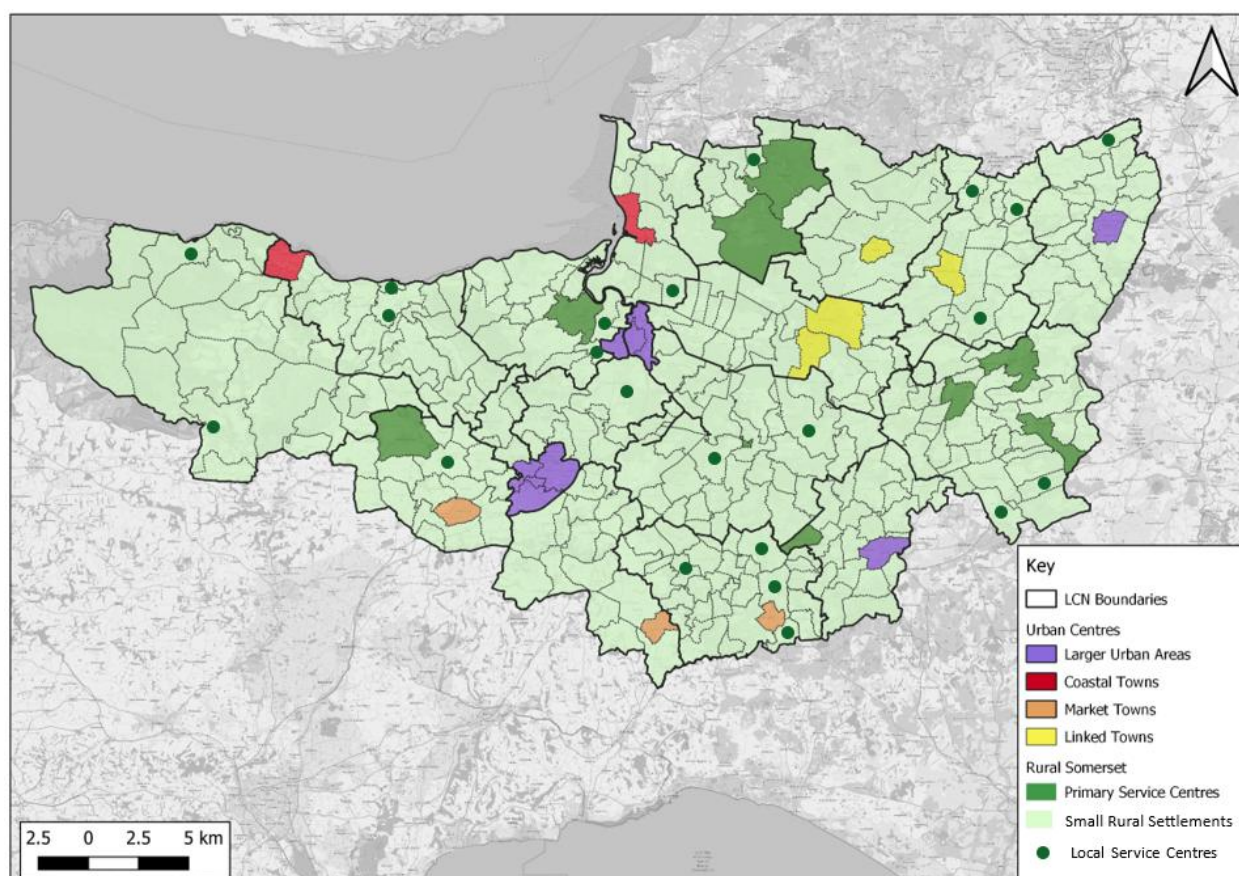 Key
LCN Boundaries
Urban Centres
Larger Urban Areas
Coastal Towns
Market Towns
Linked Towns
Rural Somerset
Primary Service Centres
Small Rural Settlements
Local Service Centres
2.5 0 2.5 5 km